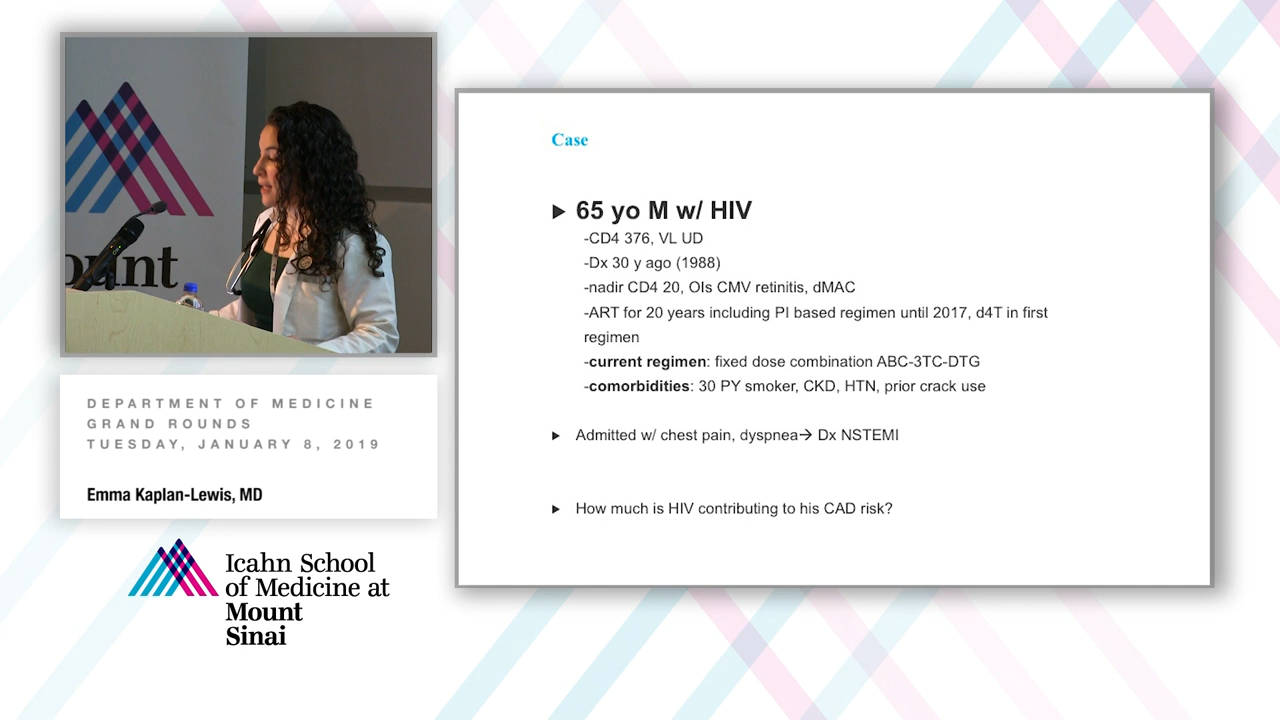 ount
DEPARTMENT OF MEDICINE
GRAND ROUNDS
TUESDAY, JANUARY 8, 2019
Emma Kaplan-Lewis, MD
Icahn School
of Medicine at
Mount
Sinai
Case
65 yo M w/ HIV
-CD4 376, VL UD
-Dx 30 y ago (1988)
-nadir CD4 20, OIs CMV retinitis, dMAC
-ART for 20 years including PI based regimen until 2017, d4T in first
regimen
-current regimen: fixed dose combination ABC-3TC-DTG
-comorbidities: 30 PY smoker, CKD, HTN, prior crack use
Admitted w/ chest pain, dyspnea→ Dx NSTEMI
How much is HIV contributing to his CAD risk?